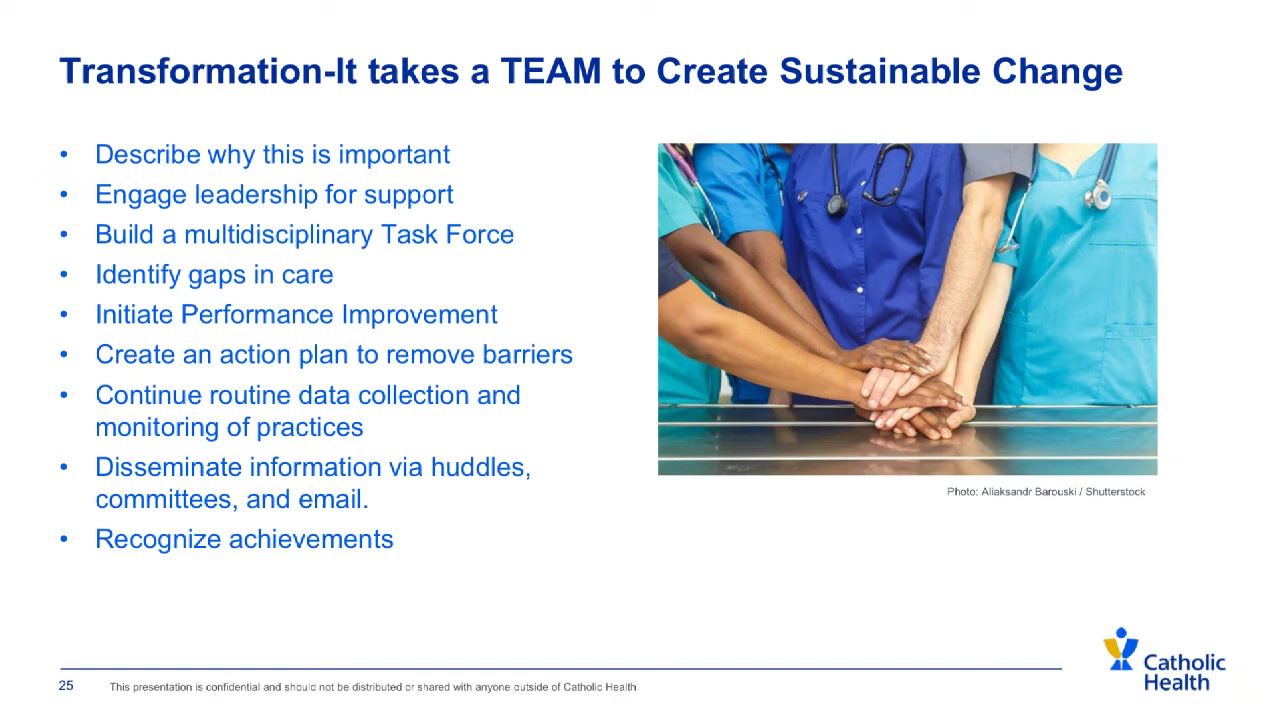 Transformation-It takes a TEAM to Create Sustainable Change
• Describe why this is important
• Engage leadership for support
• Build a multidisciplinary Task Force
• Identify gaps in care
• Initiate Performance Improvement
• Create an action plan to remove barriers
• Continue routine data collection and
monitoring of practices
• Disseminate information via huddles,
committees, and email.
• Recognize achievements
Photo: Aliaksandr Barouski / Shutterstock
25 This presentation is confidential and should not be distributed or shared with anyone outside of Catholic Health.
Catholic
Health